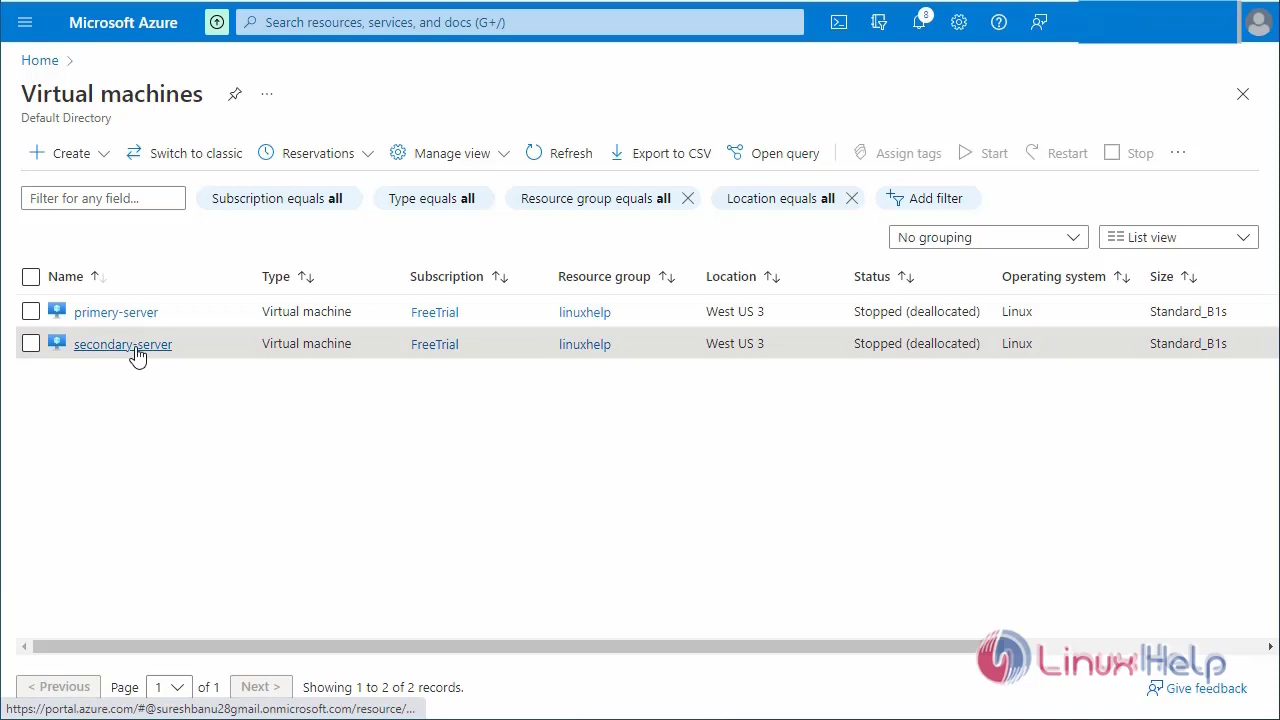 Microsoft Azure
Search resources, services, and docs (G+/)
8
Home
Virtual machines
...
Default Directory
Create
Switch to classic
Reservations
Manage view
Refresh
Export to CSV
Open query
Assign tags
Start
Restart
Stop
...
Filter for any field...
Subscription equals all
Type equals all
Resource group equals all
Location equals all
Add filter
No grouping
List view
Name Type Subscription Resource group Location Status Operating system Size
primery-server Virtual machine FreeTrial linuxhelp West US 3 Stopped (deallocated) Linux Standard_B1s
secondary-server Virtual machine FreeTrial linuxhelp West US 3 Stopped (deallocated) Linux Standard_B1s
LinuxHelp
< Previous Page 1 of 1 Next > Showing 1 to 2 of 2 records.
Give feedback
https://portal.azure.com/#@sureshbanu28gmail.onmicrosoft.com/resource/...